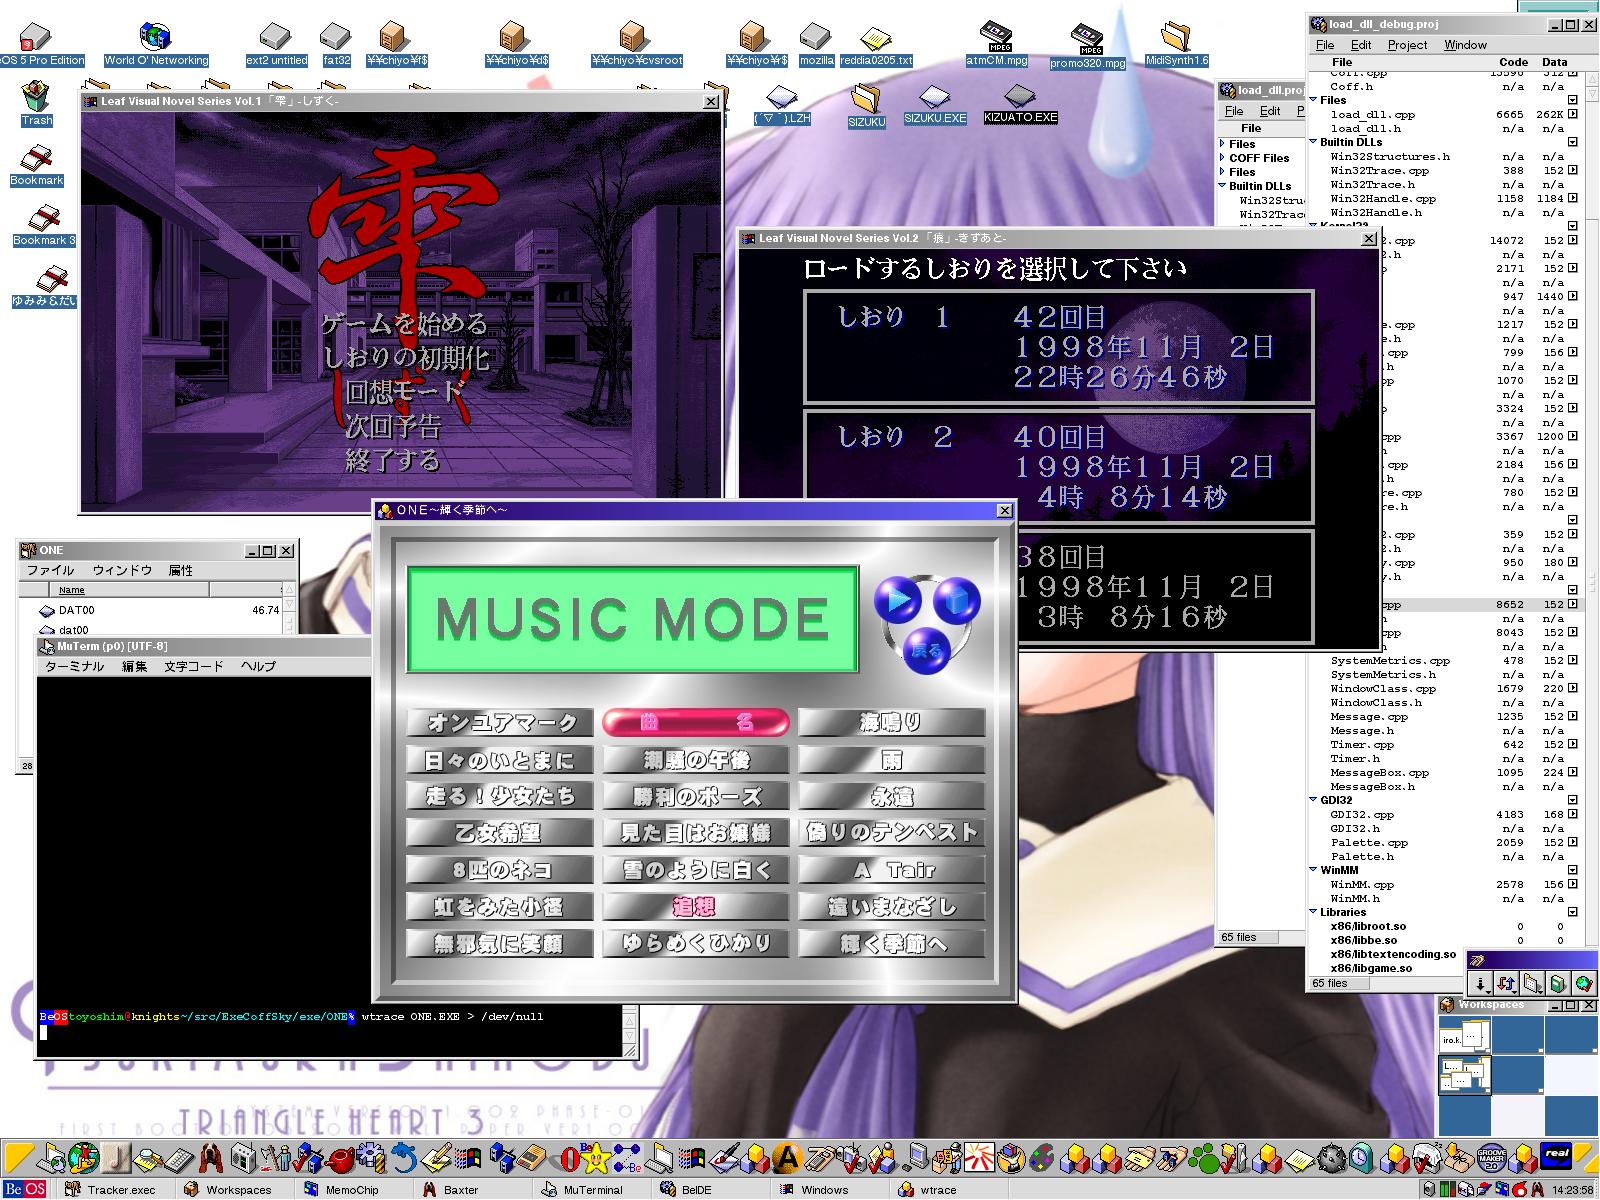 eOS 5 Pro Edition
World O' Networking
ext2 untitled
fat32
¥¥chiyo¥f$
¥¥chiyo¥d$
¥¥chiyo¥cvsroot
¥¥chiyo¥r$
mozilla
reddia0205.txt
atmCM.mpg
promo320.mpg
MidiSynth1.6
Trash
Bookmark
Bookmark 3
ゆみみ&だい
(´▽｀).LZH
SIZUKU
SIZUKU.EXE
KIZUATO.EXE
Leaf Visual Novel Series Vol.1 「雫」-しずく-
雫
ゲームを始める
しおりの初期化
回想モード
次回予告
終了する
Leaf Visual Novel Series Vol.2 「痕」-きずあと-
ロードするしおりを選択して下さい
しおり 1 42回目
1998年11月 2日
22時26分46秒
しおり 2 40回目
1998年11月 2日
4時 8分14秒
38回目
1998年11月 2日
3時 8分16秒
ONE
ファイル ウィンドウ 属性
Name
DAT00 46.74
dat00
28
MuTerm (p0) [UTF-8]
ターミナル 編集 文字コード ヘルプ
BeOStoyoshim@knights~/src/ExeCoffSky/exe/ONE% wtrace ONE.EXE > /dev/null
ONE～輝く季節へ～
MUSIC MODE
戻る
オンユアマーク 曲 名 海鳴り
日々のいとまに 潮騒の午後 雨
走る！少女たち 勝利のポーズ 永遠
乙女希望 見た目はお嬢様 偽りのテンペスト
8匹のネコ 雪のように白く A Tair
虹をみた小径 追想 遠いまなざし
無邪気に笑顔 ゆらめくひかり 輝く季節へ
load_dll.proj
File Edit P
File
Files
COFF Files
Files
Builtin DLLs
Win32Stru
Win32Trac
65 files
load_dll_debug.proj
File Edit Project Window
File Code Data
Coff.cpp 13596 312
Coff.h n/a n/a
Files
load_dll.cpp 6665 262K
load_dll.h n/a n/a
Builtin DLLs
Win32Structures.h n/a n/a
Win32Trace.cpp 388 152
Win32Trace.h n/a n/a
Win32Handle.cpp 1158 1184
Win32Handle.h n/a n/a
Kernel32
.cpp 14072 152
.h n/a n/a
2171 152
n/a n/a
947 1440
n/a n/a
e.cpp 1217 152
e.h n/a n/a
.cpp 799 156
.h n/a n/a
pp 1070 152
n/a n/a
3324 152
n/a n/a
cpp 3367 1200
h n/a n/a
.cpp 2184 156
.h n/a n/a
re.cpp 780 152
re.h n/a n/a
2.cpp 359 152
2.h n/a n/a
y.cpp 950 180
y.h n/a n/a
cpp 8652 152
h n/a n/a
pp 8043 152
n/a n/a
SystemMetrics.cpp 478 152
SystemMetrics.h n/a n/a
WindowClass.cpp 1679 220
WindowClass.h n/a n/a
Message.cpp 1235 152
Message.h n/a n/a
Timer.cpp 642 152
Timer.h n/a n/a
MessageBox.cpp 1095 224
MessageBox.h n/a n/a
GDI32
GDI32.cpp 4183 168
GDI32.h n/a n/a
Palette.cpp 2059 152
Palette.h n/a n/a
WinMM
WinMM.cpp 2578 156
WinMM.h n/a n/a
Libraries
x86/libroot.so 0 0
x86/libbe.so 0 0
x86/libtextencoding.so
x86/libgame.so
65 files
Workspaces
iro.k.
TRIANGLE HEART 3
BeOS Tracker.exec Workspaces MemoChip Baxter MuTerminal BeIDE Windows wtrace 14:23:58